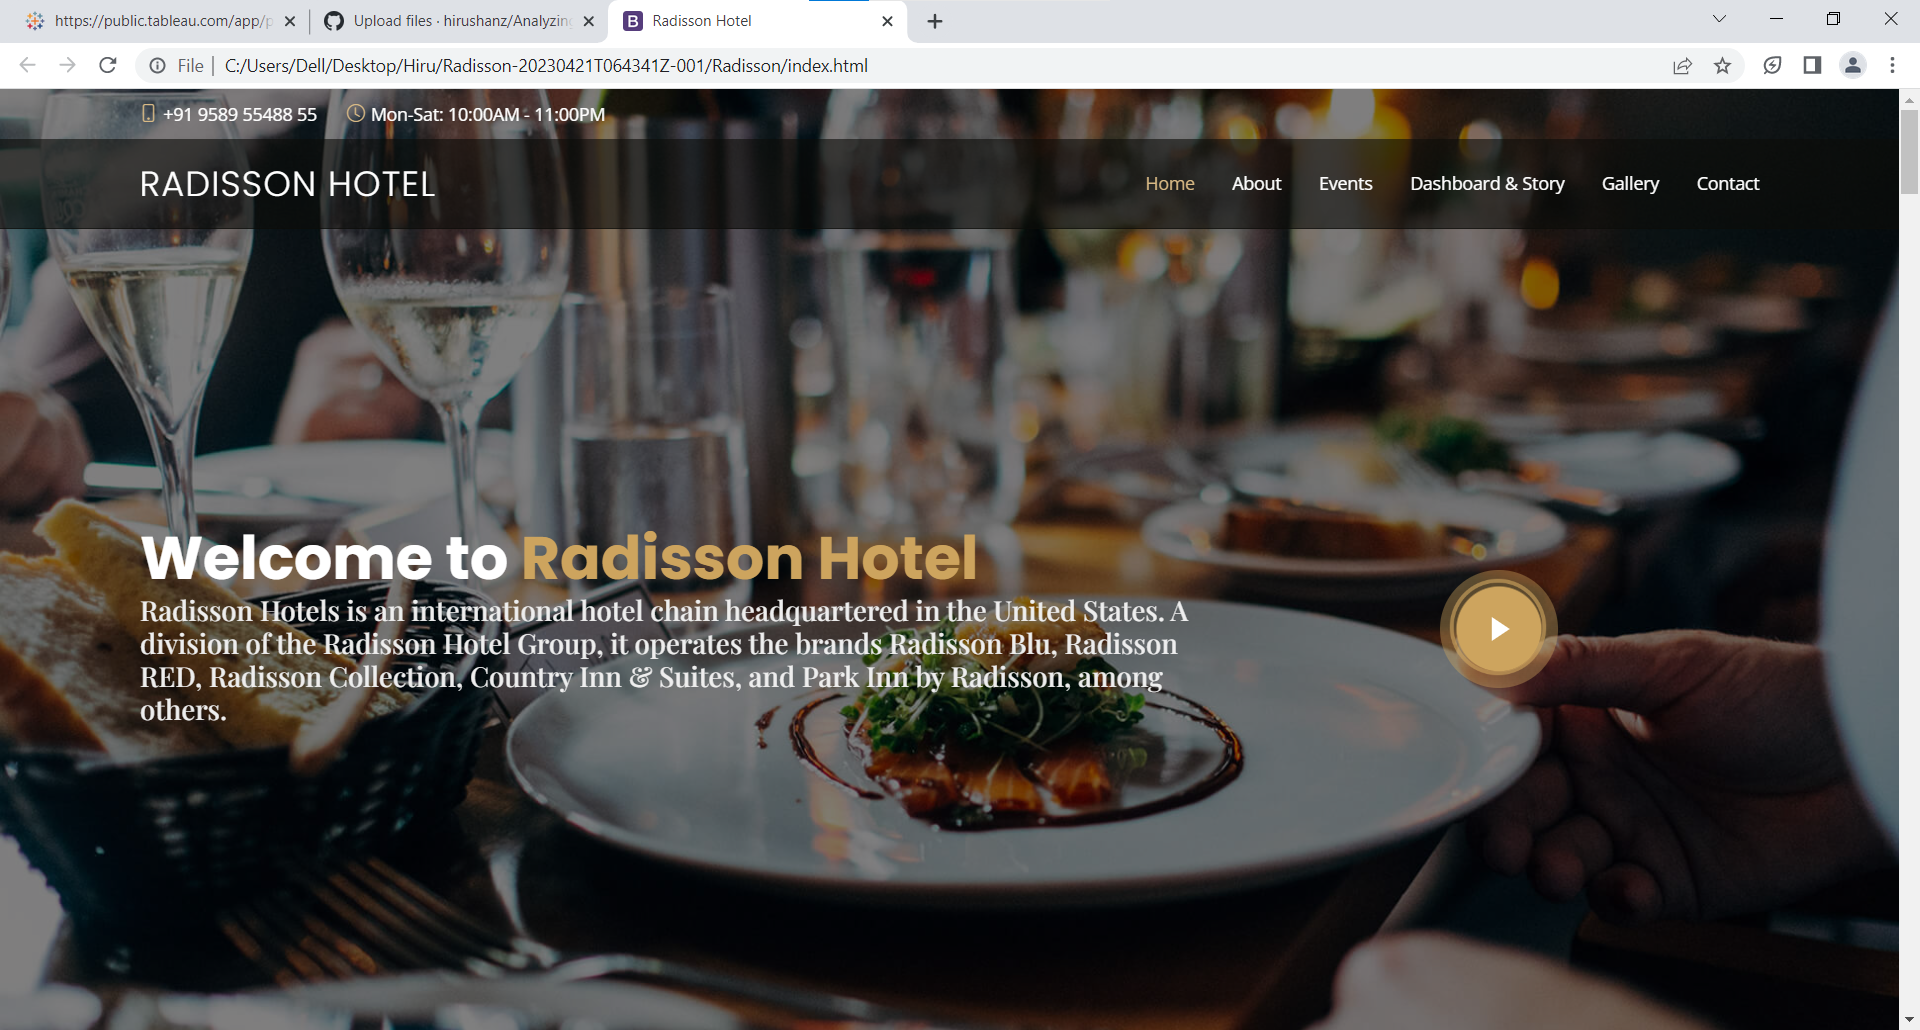 https://public.tableau.com/app/p
Upload files · hirushanz/Analyzing
Radisson Hotel
File
C:/Users/Dell/Desktop/Hiru/Radisson-20230421T064341Z-001/Radisson/index.html
+91 9589 55488 55
Mon-Sat: 10:00AM - 11:00PM
RADISSON HOTEL
Home
About
Events
Dashboard & Story
Gallery
Contact
Welcome to Radisson Hotel
Radisson Hotels is an international hotel chain headquartered in the United States. A
division of the Radisson Hotel Group, it operates the brands Radisson Blu, Radisson
RED, Radisson Collection, Country Inn & Suites, and Park Inn by Radisson, among
others.